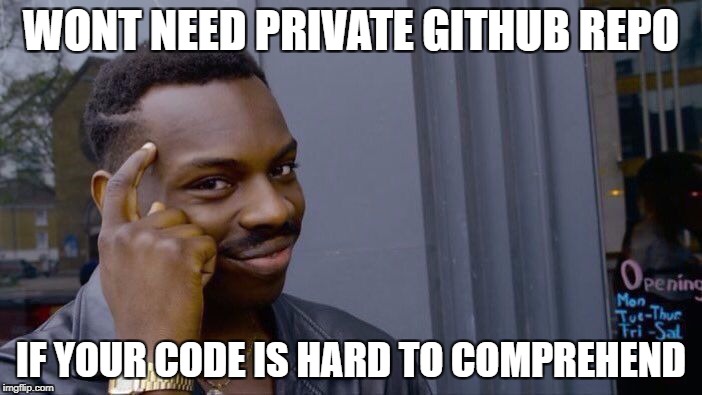 WONT NEED PRIVATE GITHUB REPO
Opening
Mon
Tue-Thur
Fri-Sat
IF YOUR CODE IS HARD TO COMPREHEND
imgflip.com